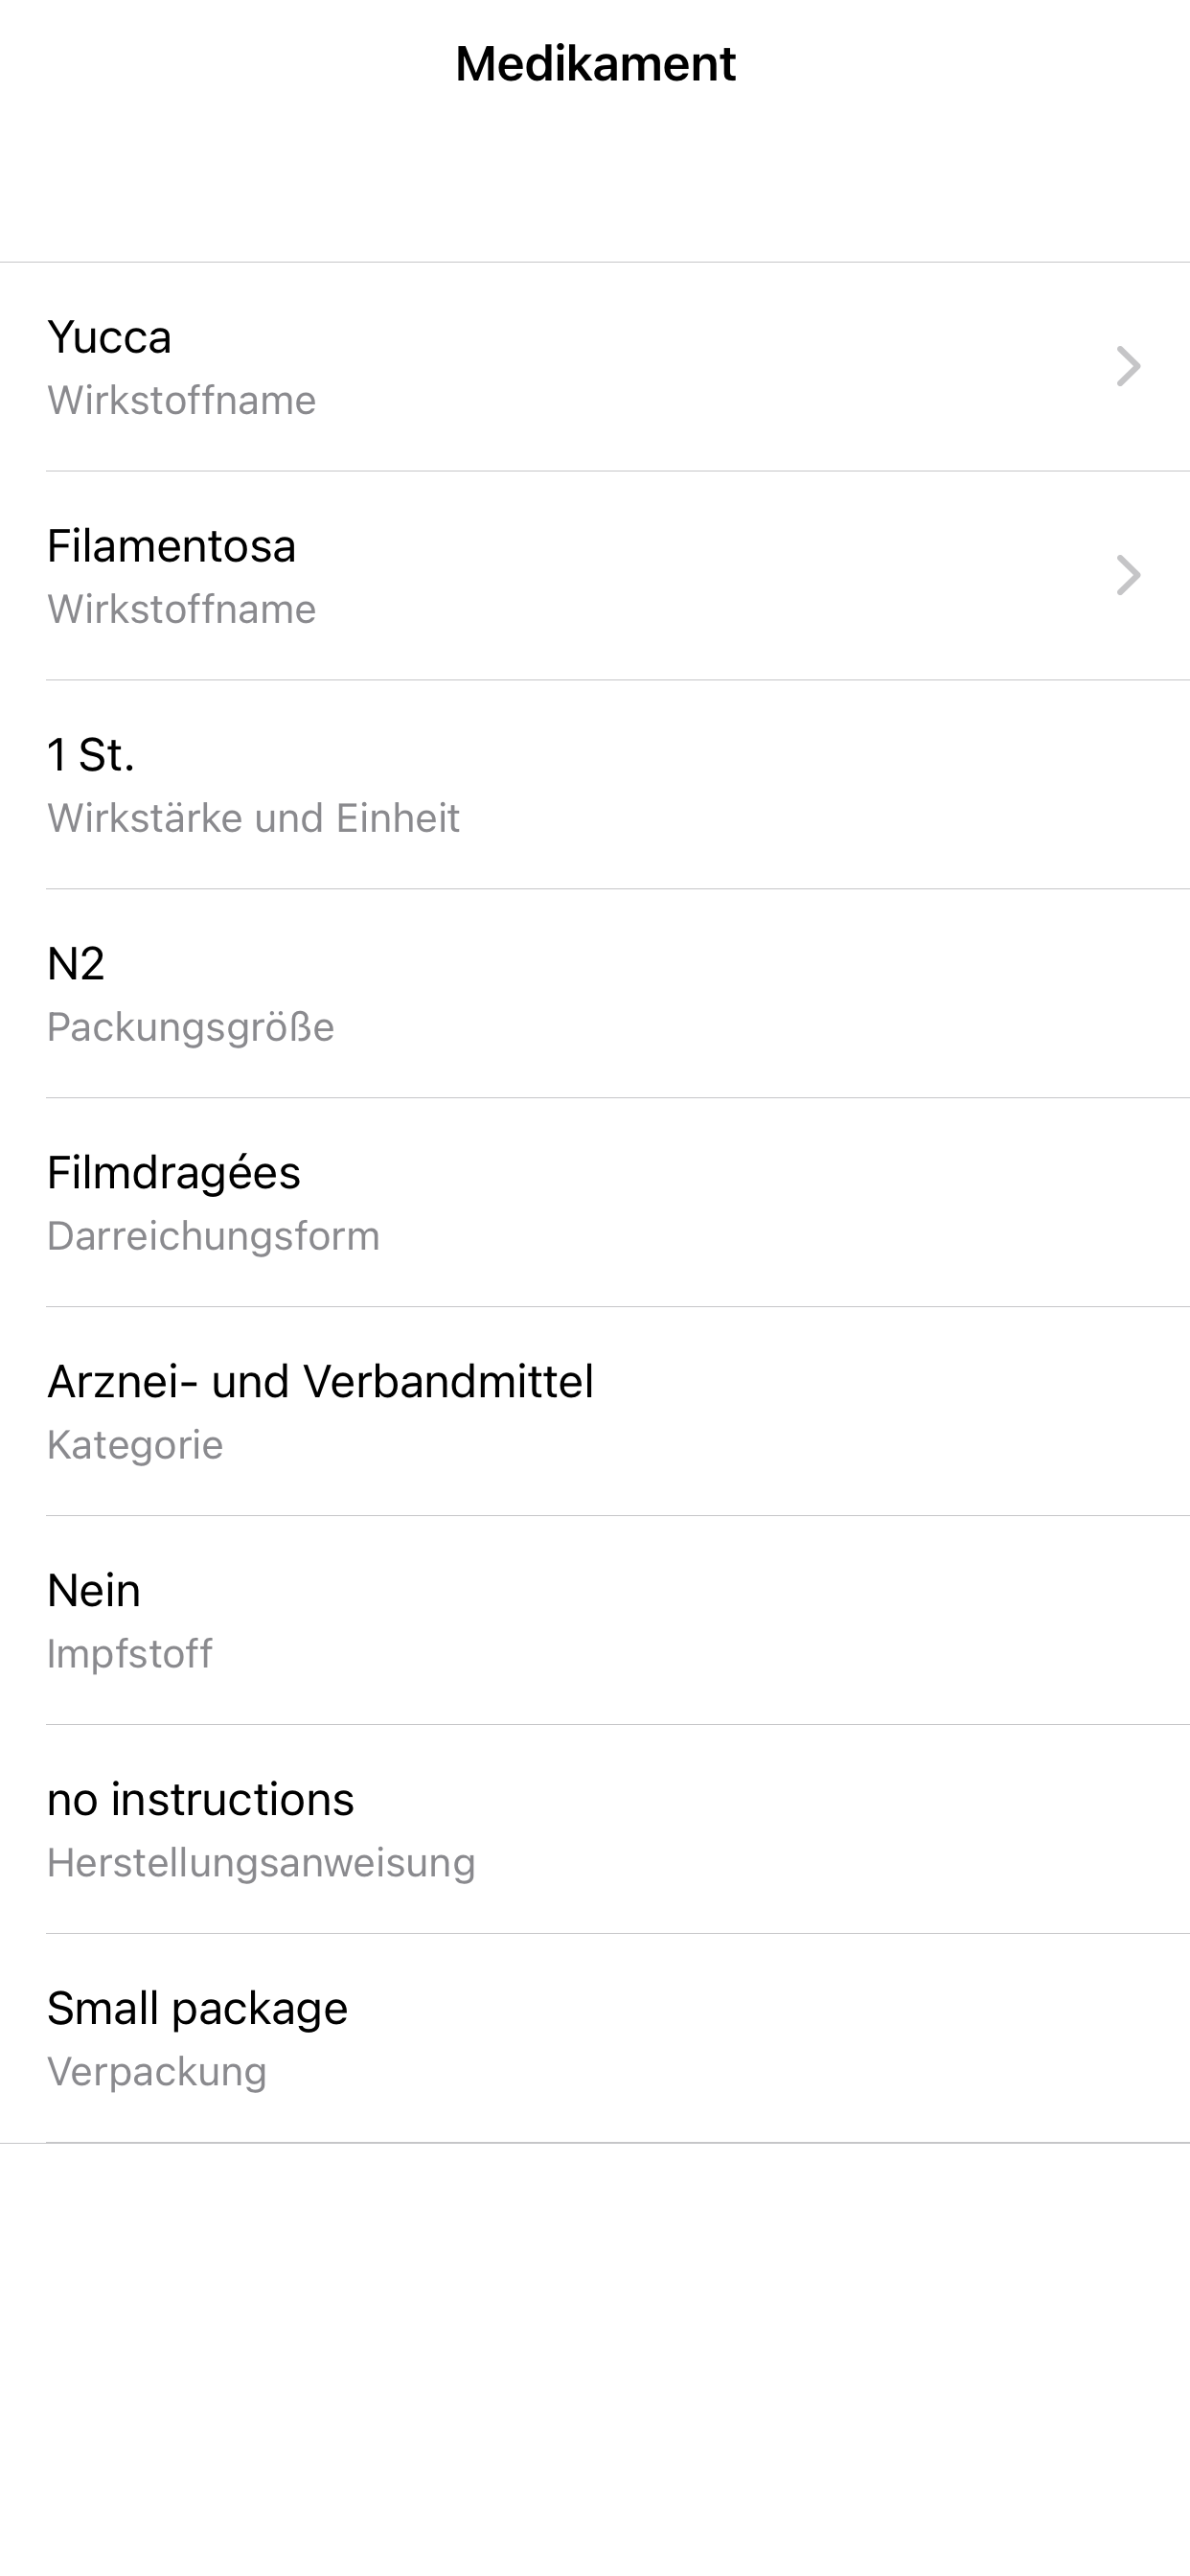 Medikament
Yucca
Wirkstoffname
Filamentosa
Wirkstoffname
1 St.
Wirkstärke und Einheit
N2
Packungsgröße
Filmdragées
Darreichungsform
Arznei- und Verbandmittel
Kategorie
Nein
Impfstoff
no instructions
Herstellungsanweisung
Small package
Verpackung